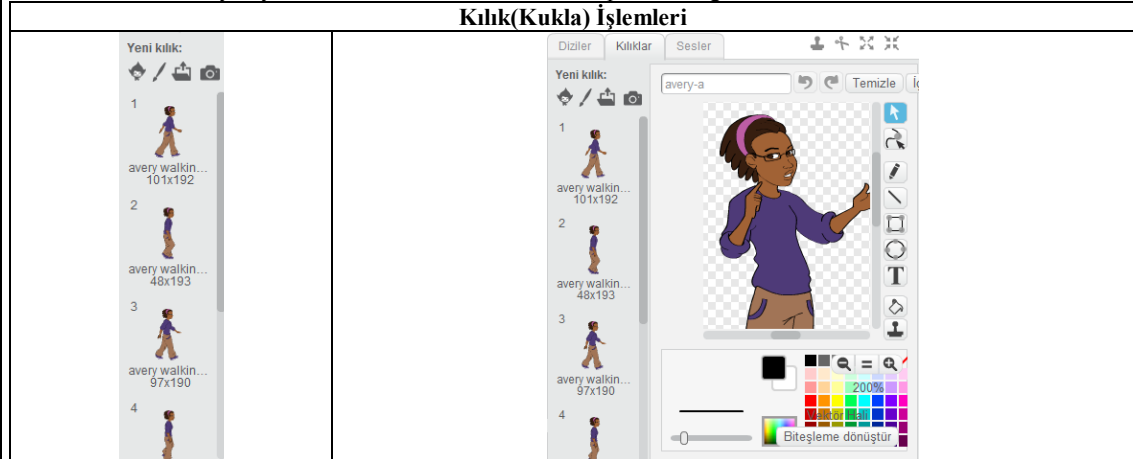 Kılık(Kukla) İşlemleri
Yeni kılık:
1
avery walkin...
101x192
2
avery walkin...
48x193
3
avery walkin...
97x190
4
Diziler Kılıklar Sesler
Yeni kılık:
1
avery walkin...
101x192
2
avery walkin...
48x193
3
avery walkin...
97x190
4
avery-a
Temizle
T
200%
Vektör Hali
Biteşleme dönüştür